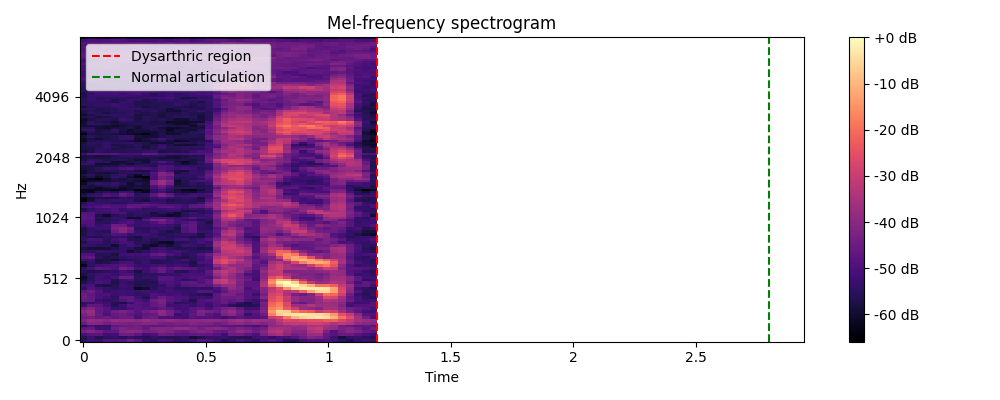 Mel-frequency spectrogram
Dysarthric region
Normal articulation
Hz
4096
2048
1024
512
0
0
0.5
1
1.5
2
2.5
Time
+0 dB
-10 dB
-20 dB
-30 dB
-40 dB
-50 dB
-60 dB